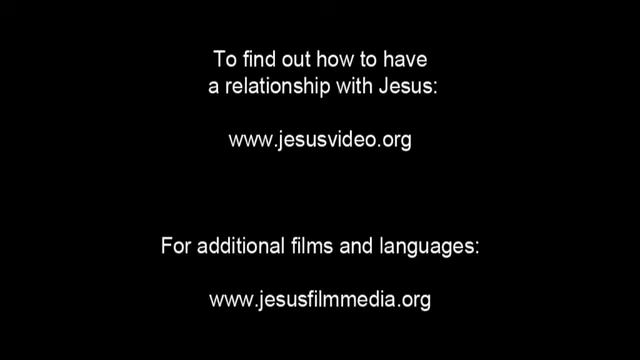 To find out how to have
a relationship with Jesus:
www.jesusvideo.org
For additional films and languages:
www.jesusfilmmedia.org